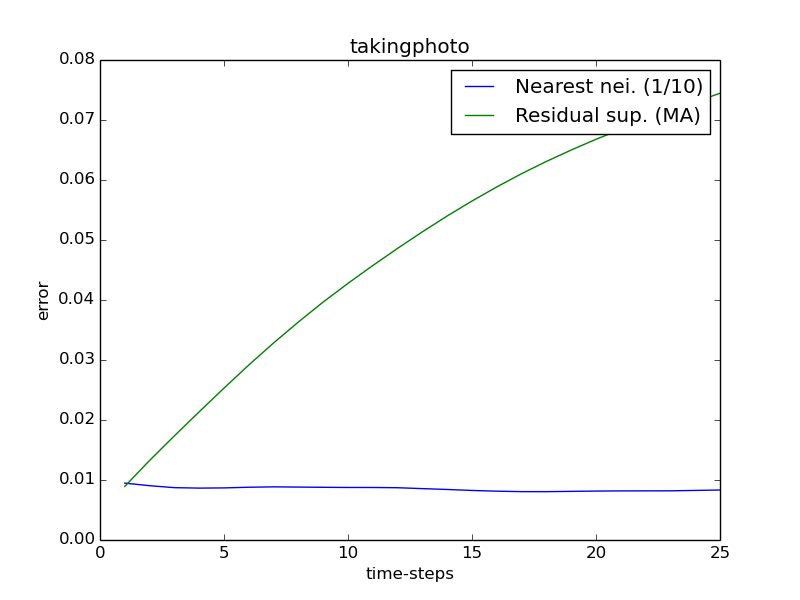 takingphoto
Nearest nei. (1/10)
Residual sup. (MA)
0.08
0.07
0.06
0.05
0.04
0.03
0.02
0.01
0.00
error
0 5 10 15 20 25
time-steps